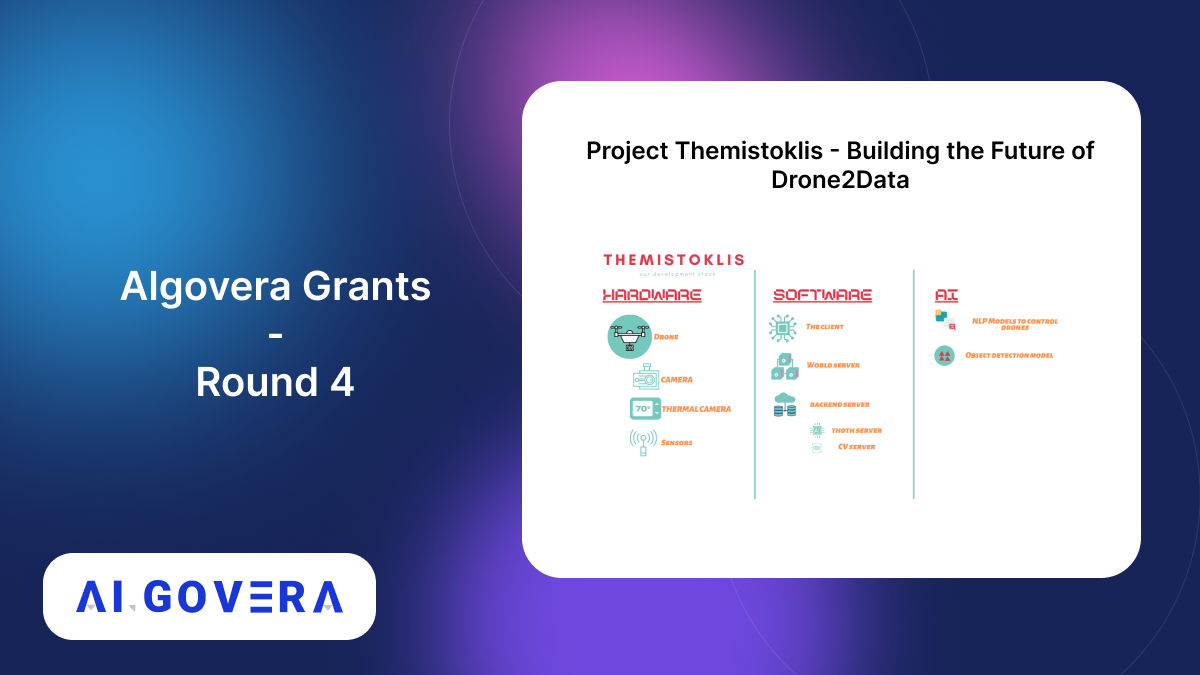 Algovera Grants
-
Round 4
AI.GOVERA
Project Themistoklis - Building the Future of
Drone2Data
THEMISTOKLIS
our development stack
HARDWARE
DRONE
CAMERA
70°
THERMAL CAMERA
SENSORS
SOFTWARE
THE CLIENT
WORLD SERVER
BACKEND SERVER
THOTH SERVER
CV SERVER
AI
NLP MODELS TO CONTROL
DRONES
OBJECT DETECTION MODEL